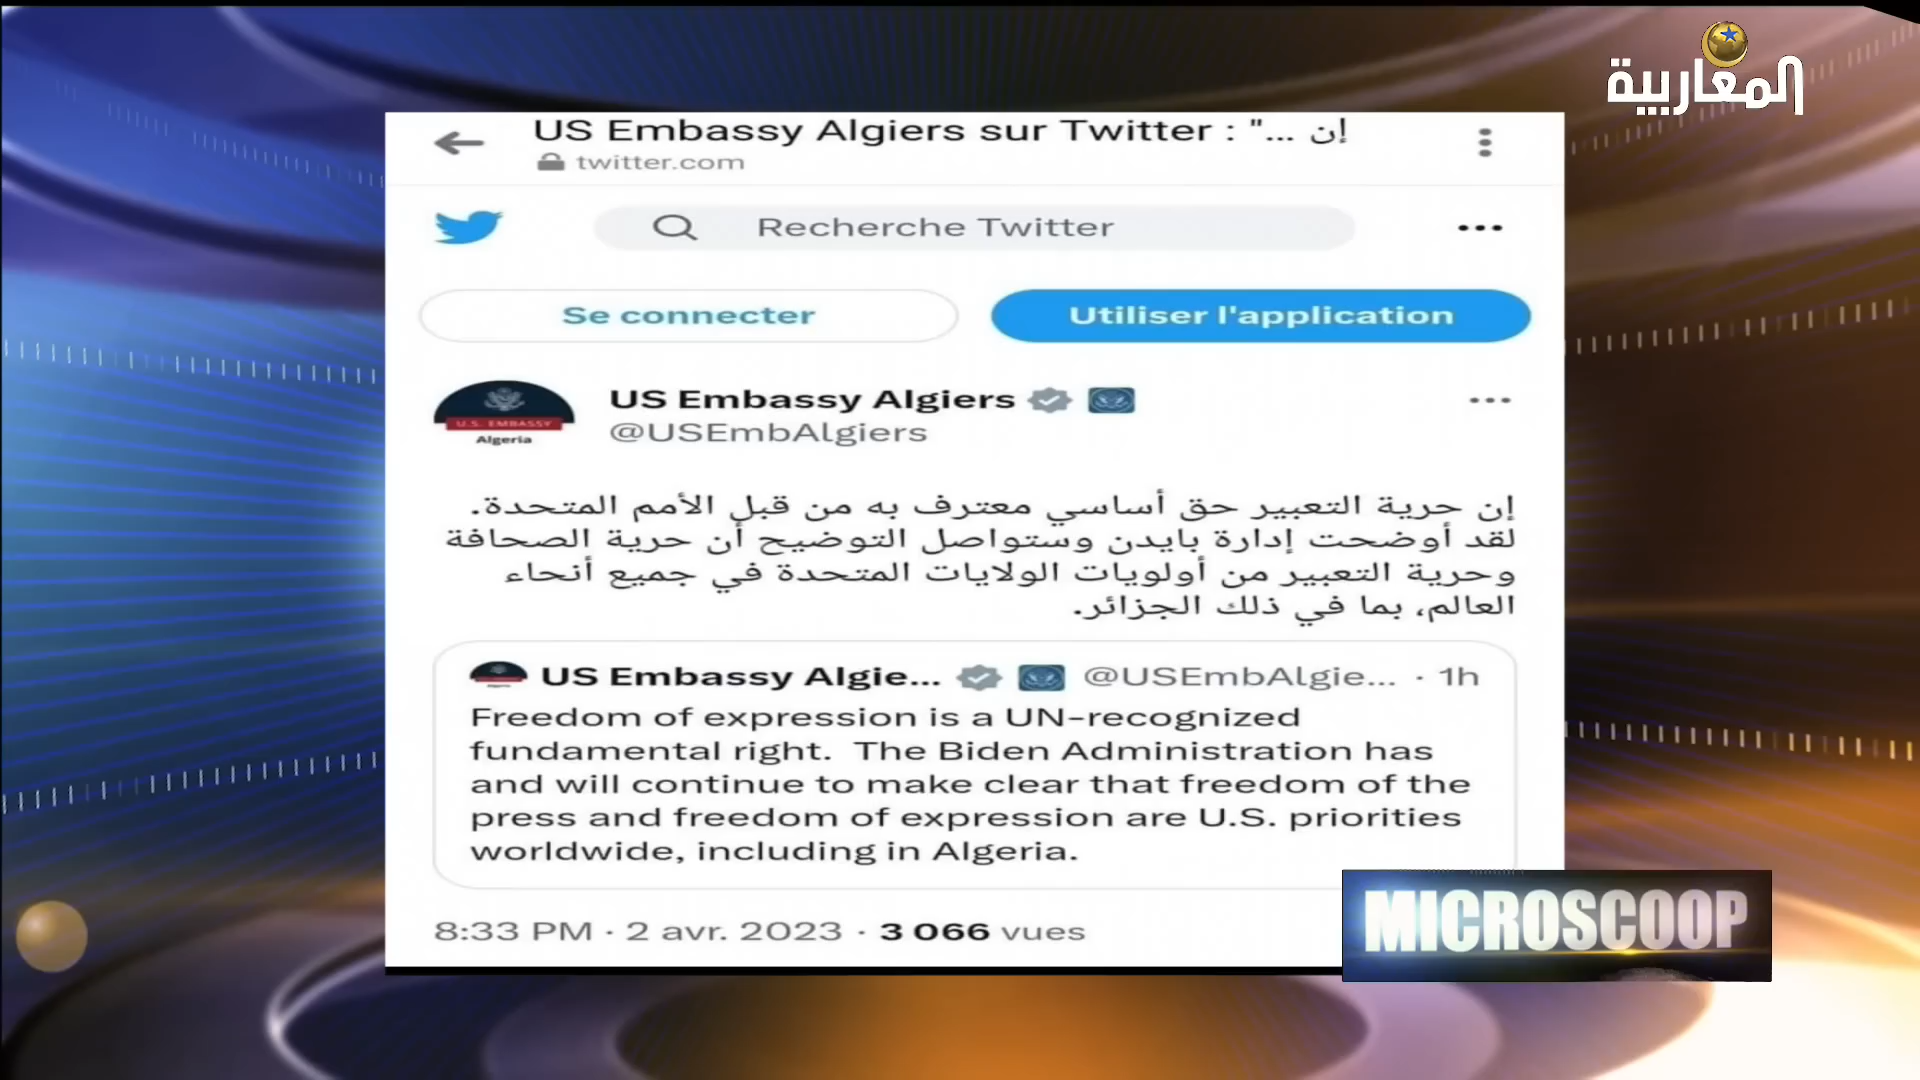 المغاربية
US Embassy Algiers sur Twitter : "... إن
twitter.com
Recherche Twitter
Se connecter
Utiliser l'application
US Embassy Algiers
@USEmbAlgiers
U.S. EMBASSY
Algeria
إن حرية التعبير حق أساسي معترف به من قبل الأمم المتحدة.
لقد أوضحت إدارة بايدن وستواصل التوضيح أن حرية الصحافة
وحرية التعبير من أولويات الولايات المتحدة في جميع أنحاء
العالم، بما في ذلك الجزائر.
US Embassy Algie... @USEmbAlgie... · 1h
Freedom of expression is a UN-recognized
fundamental right. The Biden Administration has
and will continue to make clear that freedom of the
press and freedom of expression are U.S. priorities
worldwide, including in Algeria.
8:33 PM · 2 avr. 2023 · 3 066 vues
MICROSCOOP